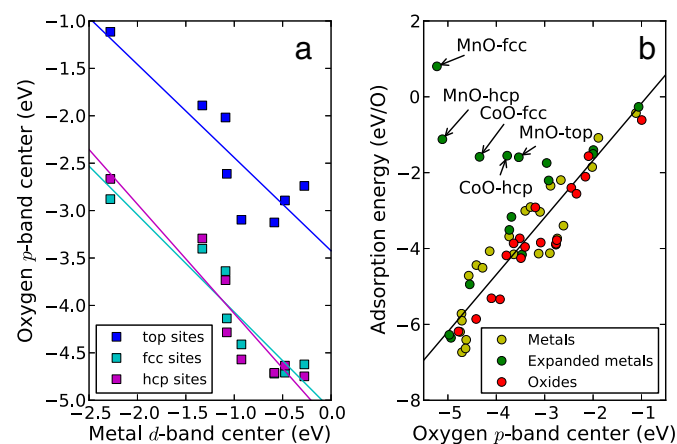 a
−1.0
−1.5
−2.0
−2.5
−3.0
−3.5
−4.0
−4.5
−5.0
Oxygen p-band center (eV)
top sites
fcc sites
hcp sites
−2.5 −2.0 −1.5 −1.0 −0.5 0.0
Metal d-band center (eV)
b
2
0
−2
−4
−6
−8
Adsorption energy (eV/O)
MnO-fcc
MnO-hcp
CoO-fcc
MnO-top
CoO-hcp
Metals
Expanded metals
Oxides
−5 −4 −3 −2 −1
Oxygen p-band center (eV)